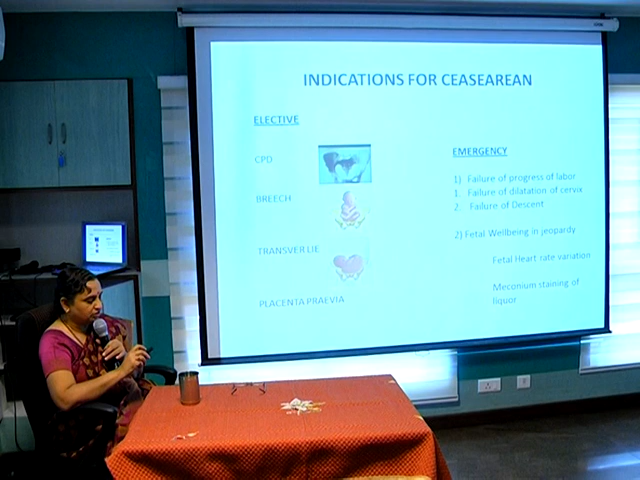 INDICATIONS FOR CEASEAREAN
ELECTIVE
CPD
BREECH
TRANSVER LIE
PLACENTA PRAEVIA
EMERGENCY
1) Failure of progress of labor
1. Failure of dilatation of cervix
2. Failure of Descent
2) Fetal Wellbeing in jeopardy
Fetal Heart rate variation
Meconium staining of
liquor